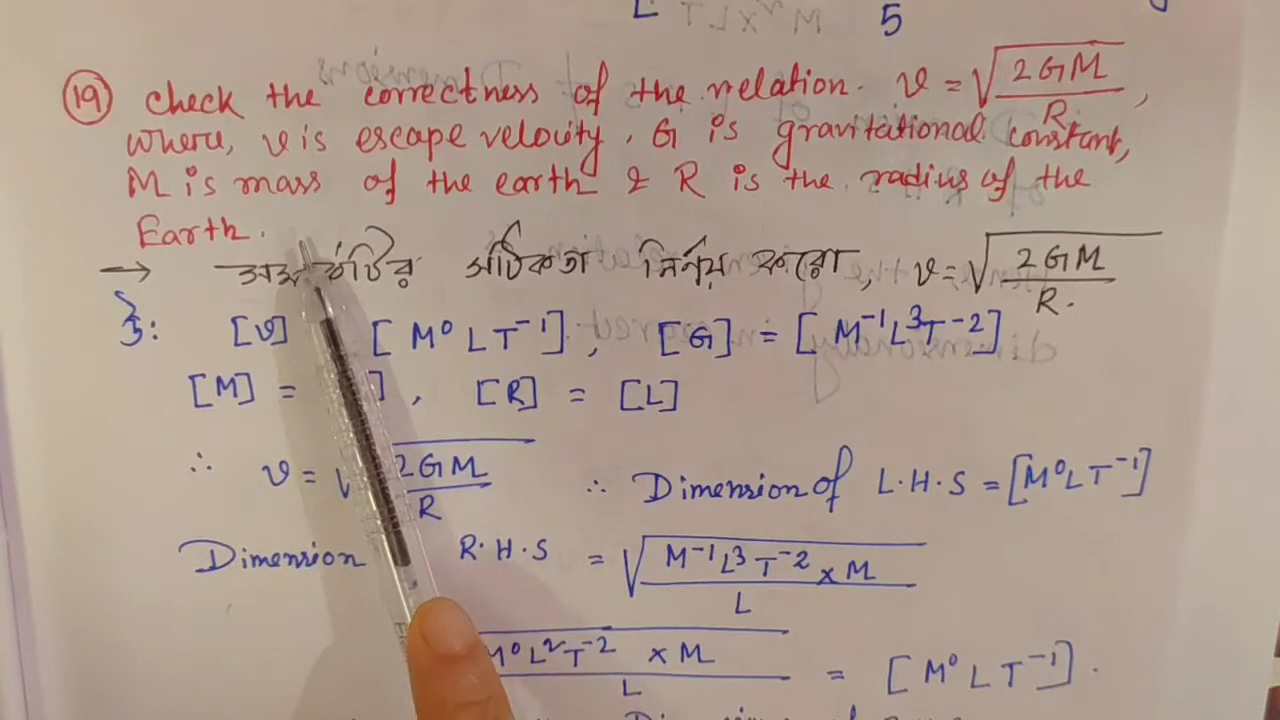 5
(19) Check the correctness of the relation. v = √(2GM/R),
where, v is escape velouity, G is gravitational constant,
M is mass of the earth & R is the radius of the
Earth.
→ সম্পর্কটির সঠিকতা নির্ণয় করো, v = √(2GM/R).
উ: [v] [M⁰LT⁻¹], [G] = [M⁻¹L³T⁻²]
[M] = ], [R] = [L]
∴ v = √(2GM/R) ∴ Dimension of L.H.S = [M⁰LT⁻¹]
Dimension R.H.S = √(M⁻¹L³T⁻² × M/L)
M⁰L²T⁻² × M/L = [M⁰LT⁻¹].